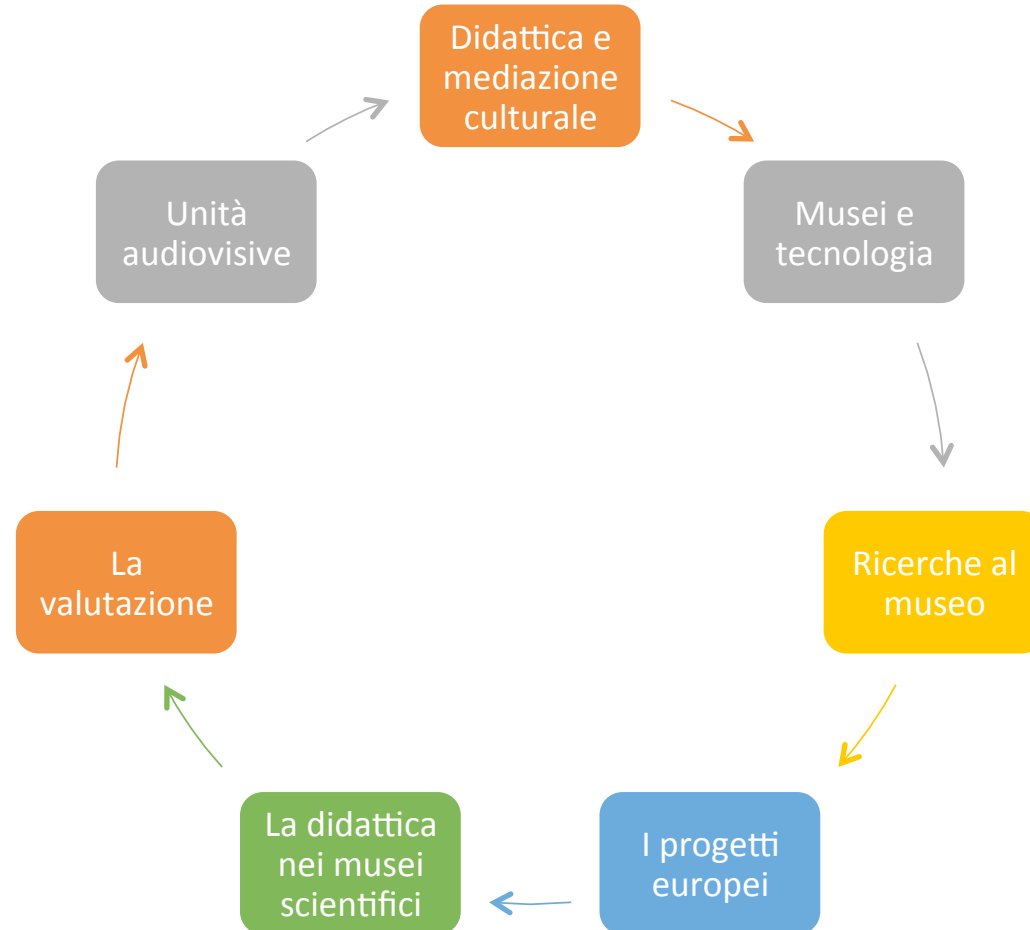 Didattica e
mediazione
culturale
Musei e
tecnologia
Ricerche al
museo
I progetti
europei
La didattica
nei musei
scientifici
La
valutazione
Unità
audiovisive